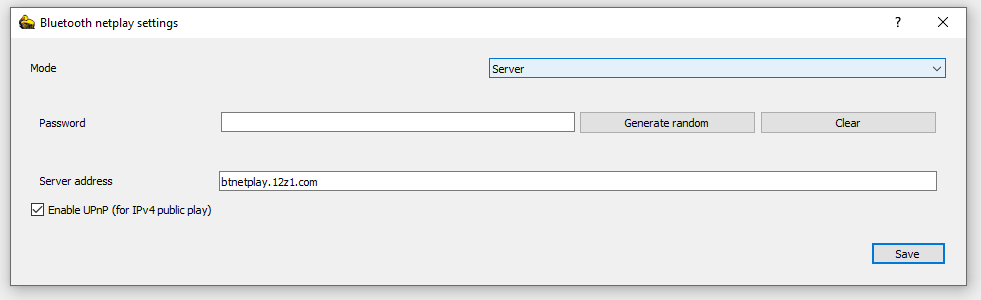 Bluetooth netplay settings
?
Mode
Server
Password
Generate random
Clear
Server address
btnetplay.12z1.com
Enable UPnP (for IPv4 public play)
Save